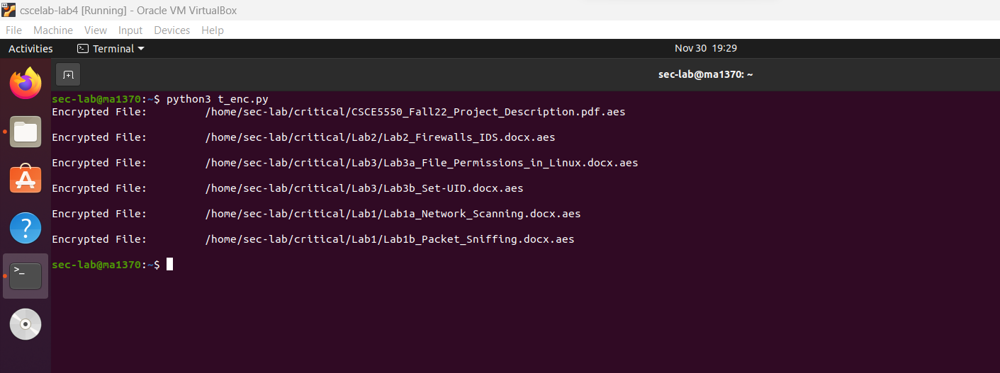 cscelab-lab4 [Running] - Oracle VM VirtualBox
File Machine View Input Devices Help
Activities Terminal Nov 30 19:29
sec-lab@ma1370: ~
sec-lab@ma1370:~$ python3 t_enc.py
Encrypted File: /home/sec-lab/critical/CSCE5550_Fall22_Project_Description.pdf.aes
Encrypted File: /home/sec-lab/critical/Lab2/Lab2_Firewalls_IDS.docx.aes
Encrypted File: /home/sec-lab/critical/Lab3/Lab3a_File_Permissions_in_Linux.docx.aes
Encrypted File: /home/sec-lab/critical/Lab3/Lab3b_Set-UID.docx.aes
Encrypted File: /home/sec-lab/critical/Lab1/Lab1a_Network_Scanning.docx.aes
Encrypted File: /home/sec-lab/critical/Lab1/Lab1b_Packet_Sniffing.docx.aes
sec-lab@ma1370:~$